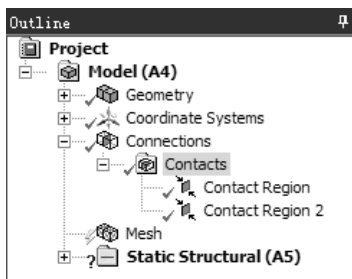 Outline
Project
Model (A4)
Geometry
Coordinate Systems
Connections
Contacts
Contact Region
Contact Region 2
Mesh
Static Structural (A5)